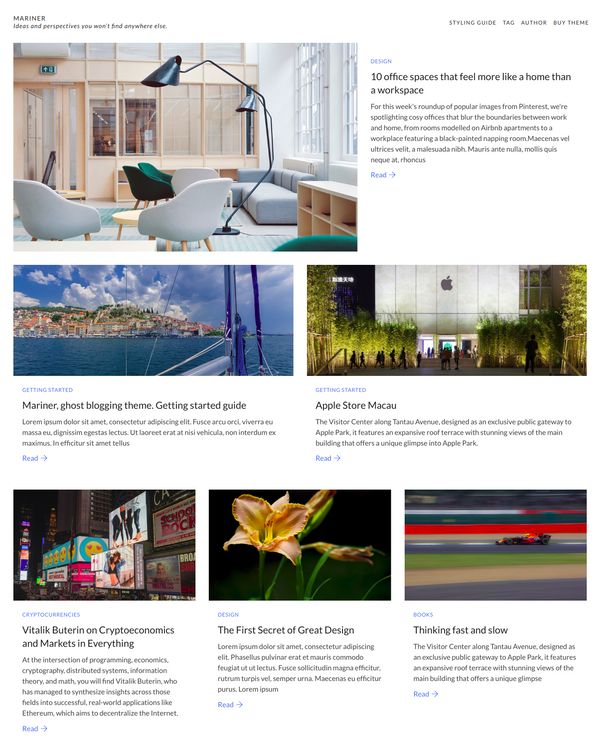 MARINER
Ideas and perspectives you won't find anywhere else.
STYLING GUIDE TAG AUTHOR BUY THEME
DESIGN
10 office spaces that feel more like a home than
a workspace
For this week's roundup of popular images from Pinterest, we're
spotlighting cosy offices that blur the boundaries between work
and home, from rooms modelled on Airbnb apartments to a
workplace featuring a black-painted napping room.Maecenas vel
ultrices velit, a malesuada nibh. Mauris ante nulla, mollis quis
neque at, rhoncus
Read →
GETTING STARTED
Mariner, ghost blogging theme. Getting started guide
Lorem ipsum dolor sit amet, consectetur adipiscing elit. Fusce arcu orci, viverra eu
massa eu, dignissim egestas lectus. Ut laoreet erat at nisi vehicula, non interdum ex
maximus. In efficitur sit amet tellus
Read →
GETTING STARTED
Apple Store Macau
The Visitor Center along Tantau Avenue, designed as an exclusive public gateway to
Apple Park, it features an expansive roof terrace with stunning views of the main
building that offers a unique glimpse into Apple Park.
Read →
SCHOOL
ROCK
CRYPTOCURRENCIES
Vitalik Buterin on Cryptoeconomics
and Markets in Everything
At the intersection of programming, economics,
cryptography, distributed systems, information
theory, and math, you will find Vitalik Buterin, who
has managed to synthesize insights across those
fields into successful, real-world applications like
Ethereum, which aims to decentralize the Internet.
Read →
DESIGN
The First Secret of Great Design
Lorem ipsum dolor sit amet, consectetur adipiscing
elit. Phasellus pulvinar erat et mauris commodo
feugiat ut ut lectus. Fusce sollicitudin magna efficitur,
rutrum turpis vel, semper urna. Maecenas eu efficitur
purus. Lorem ipsum
Read →
BOOKS
Thinking fast and slow
The Visitor Center along Tantau Avenue, designed as
an exclusive public gateway to Apple Park, it features
an expansive roof terrace with stunning views of the
main building that offers a unique glimpse
Read →